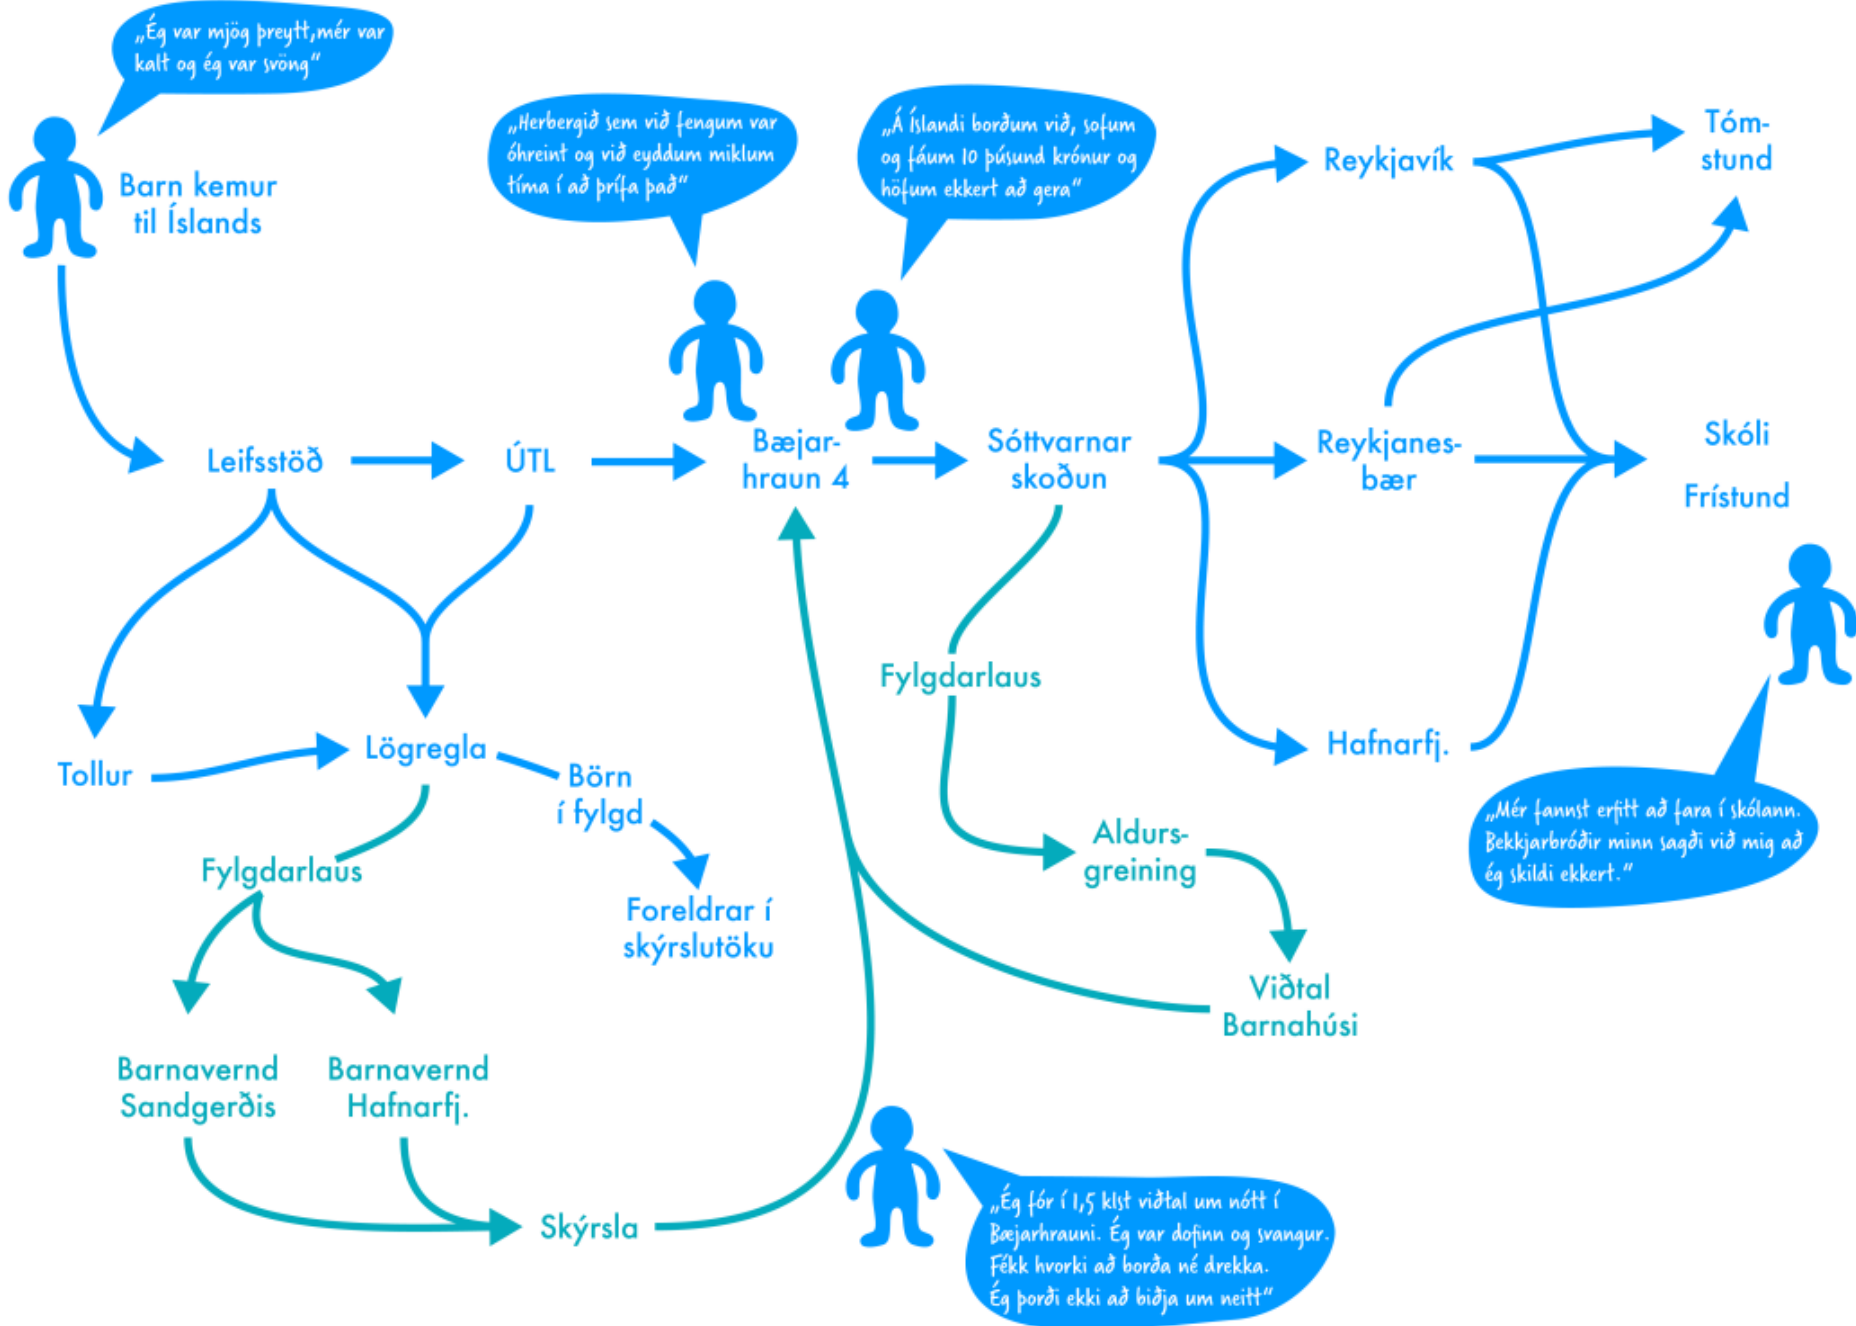 „Ég var mjög þreytt,mér var
kalt og ég var svöng“
Barn kemur
til Íslands
„Herbergið sem við fengum var
óhreint og við eyddum miklum
tíma í að þrífa það“
„Á Íslandi borðum við, sofum
og fáum 10 þúsund krónur og
höfum ekkert að gera“
Reykjavík
Tóm-
stund
Leifsstöð
ÚTL
Bæjar-
hraun 4
Sóttvarnar
skoðun
Reykjanes-
bær
Skóli
Frístund
Fylgdarlaus
Tollur
Lögregla
Börn
í fylgd
Hafnarfj.
„Mér fannst erfitt að fara í skólann.
Bekkjarbróðir minn sagði við mig að
ég skildi ekkert.“
Fylgdarlaus
Foreldrar í
skýrslutöku
Aldurs-
greining
Viðtal
Barnahúsi
Barnavernd
Sandgerðis
Barnavernd
Hafnarfj.
Skýrsla
„Ég fór í 1,5 klst viðtal um nótt í
Bæjarhrauni. Ég var dofinn og svangur.
Fékk hvorki að borða né drekka.
Ég þorði ekki að biðja um neitt“